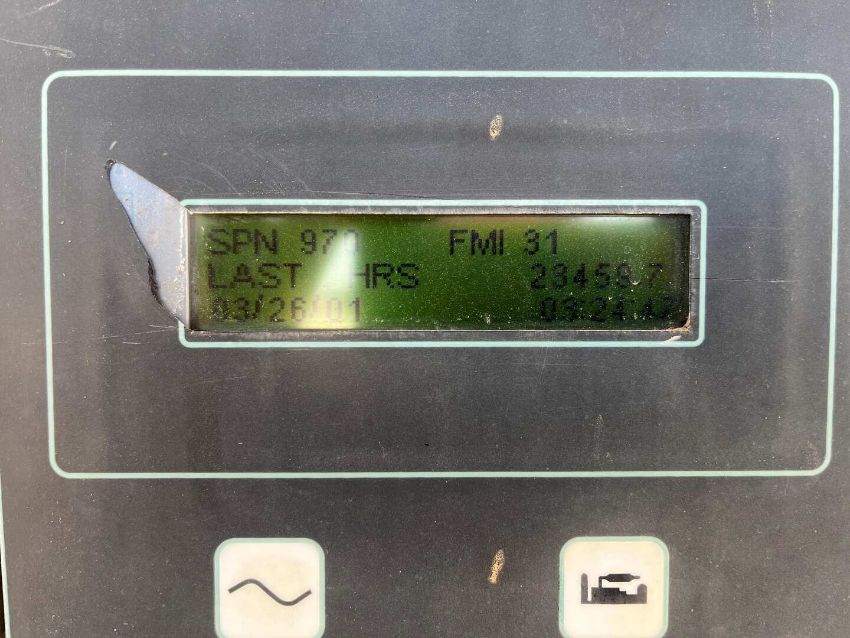 SPN 970 FMI 31
LAST HRS 23459.7
03/26/01